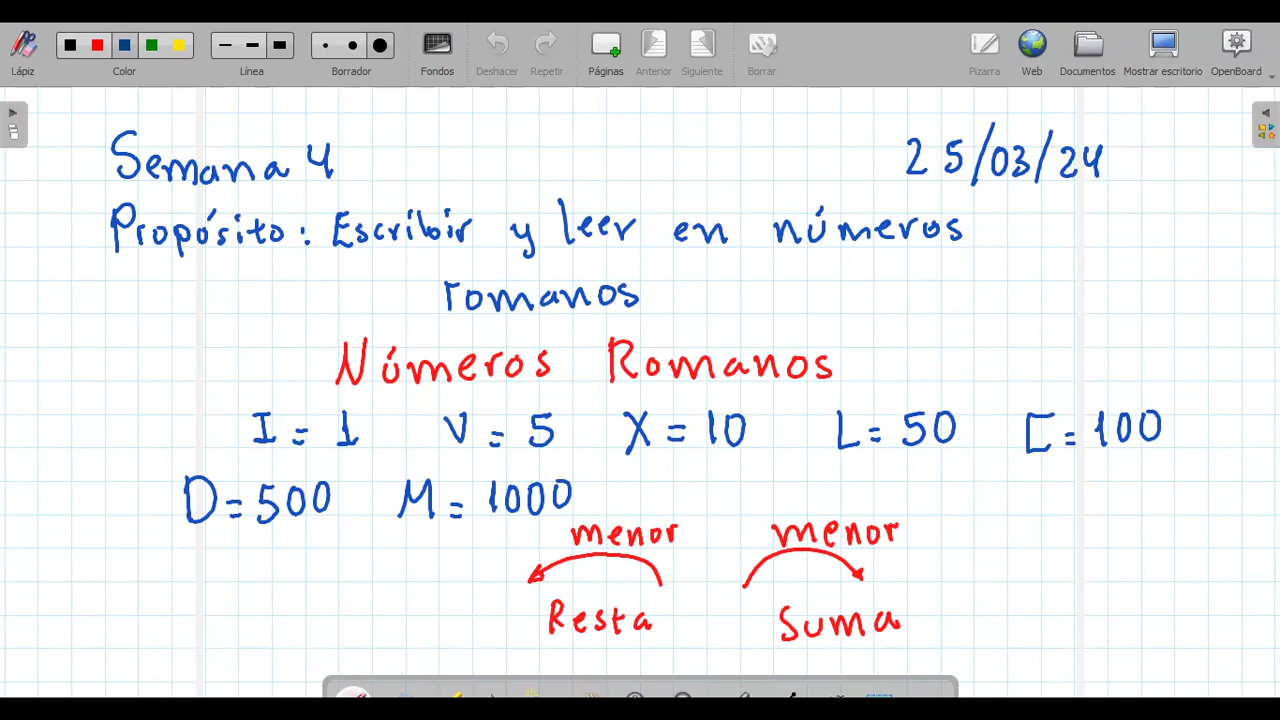 Lápiz Color Línea Borrador Fondos Deshacer Repetir Páginas Anterior Siguiente Borrar Pizarra Web Documentos Mostrar escritorio OpenBoard
Semana 4 25/03/24
Propósito: Escribir y leer en números
romanos
Números Romanos
I = 1 V = 5 X = 10 L = 50 C = 100
D = 500 M = 1000
menor menor
Resta Suma